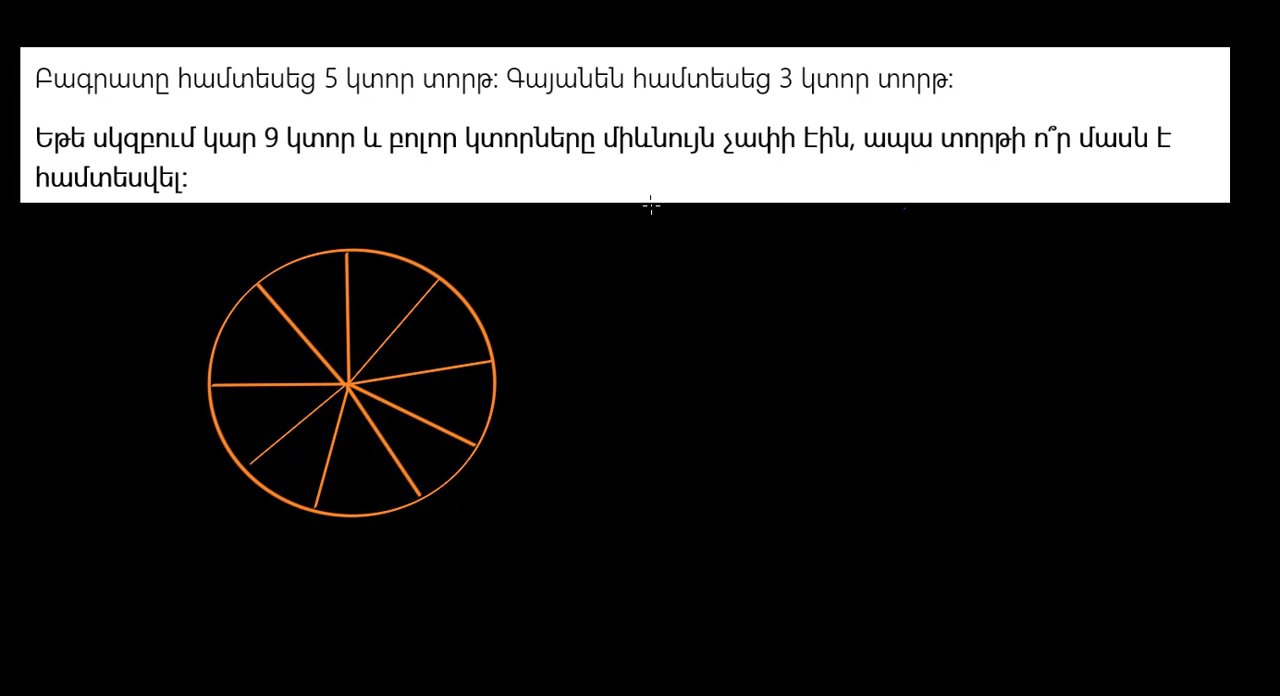 Բագրատը համտեսեց 5 կտոր տորթ: Գայանեն համտեսեց 3 կտոր տորթ:
Եթե սկզբում կար 9 կտոր և բոլոր կտորները միևնույն չափի էին, ապա տորթի ո՞ր մասն է
համտեսվել: